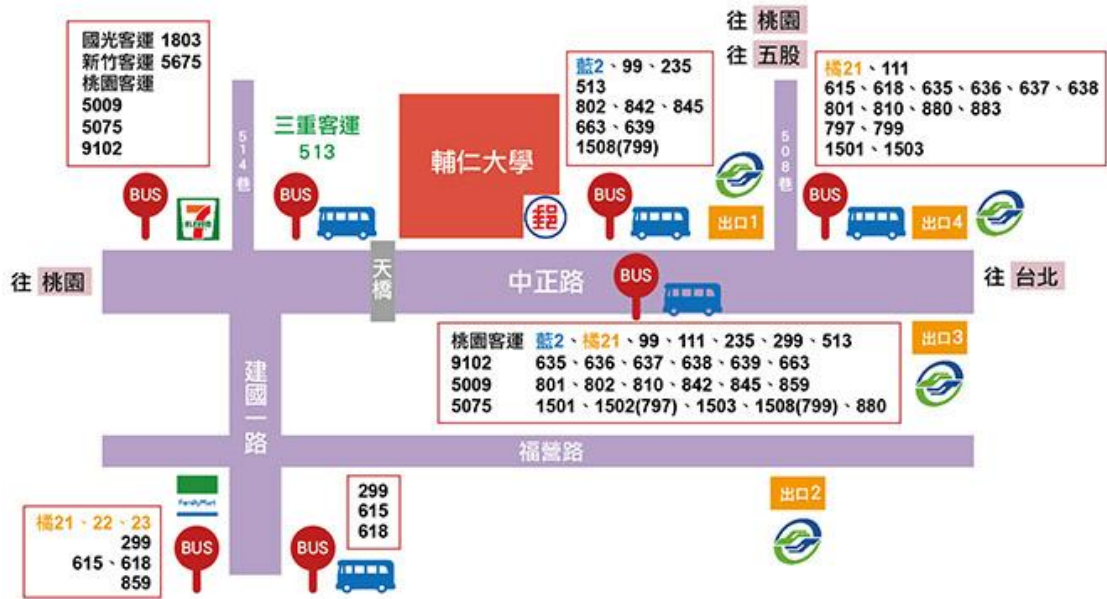 國光客運 1803
新竹客運 5675
桃園客運
5009
5075
9102
BUS
7
ELEVEN
514巷
三重客運
513
BUS
輔仁大學
郵
藍2、99、235
513
802、842、845
663、639
1508(799)
BUS
出口1
往 桃園
往 五股
508巷
橘21、111
615、618、635、636、637、638
801、810、880、883
797、799
1501、1503
BUS
出口4
往 桃園
天橋
中正路
BUS
往 台北
桃園客運 藍2、橘21、99、111、235、299、513
9102 635、636、637、638、639、663
5009 801、802、810、842、845、859
5075 1501、1502(797)、1503、1508(799)、880
出口3
建國一路
福營路
FamilyMart
橘21、22、23
299
615、618
859
BUS
299
615
618
BUS
出口2